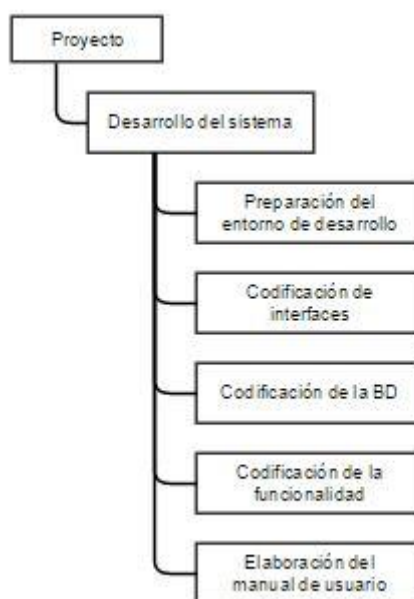 Proyecto
Desarrollo del sistema
Preparación del
entorno de desarrollo
Codificación de
interfaces
Codificación de la BD
Codificación de la
funcionalidad
Elaboración del
manual de usuario